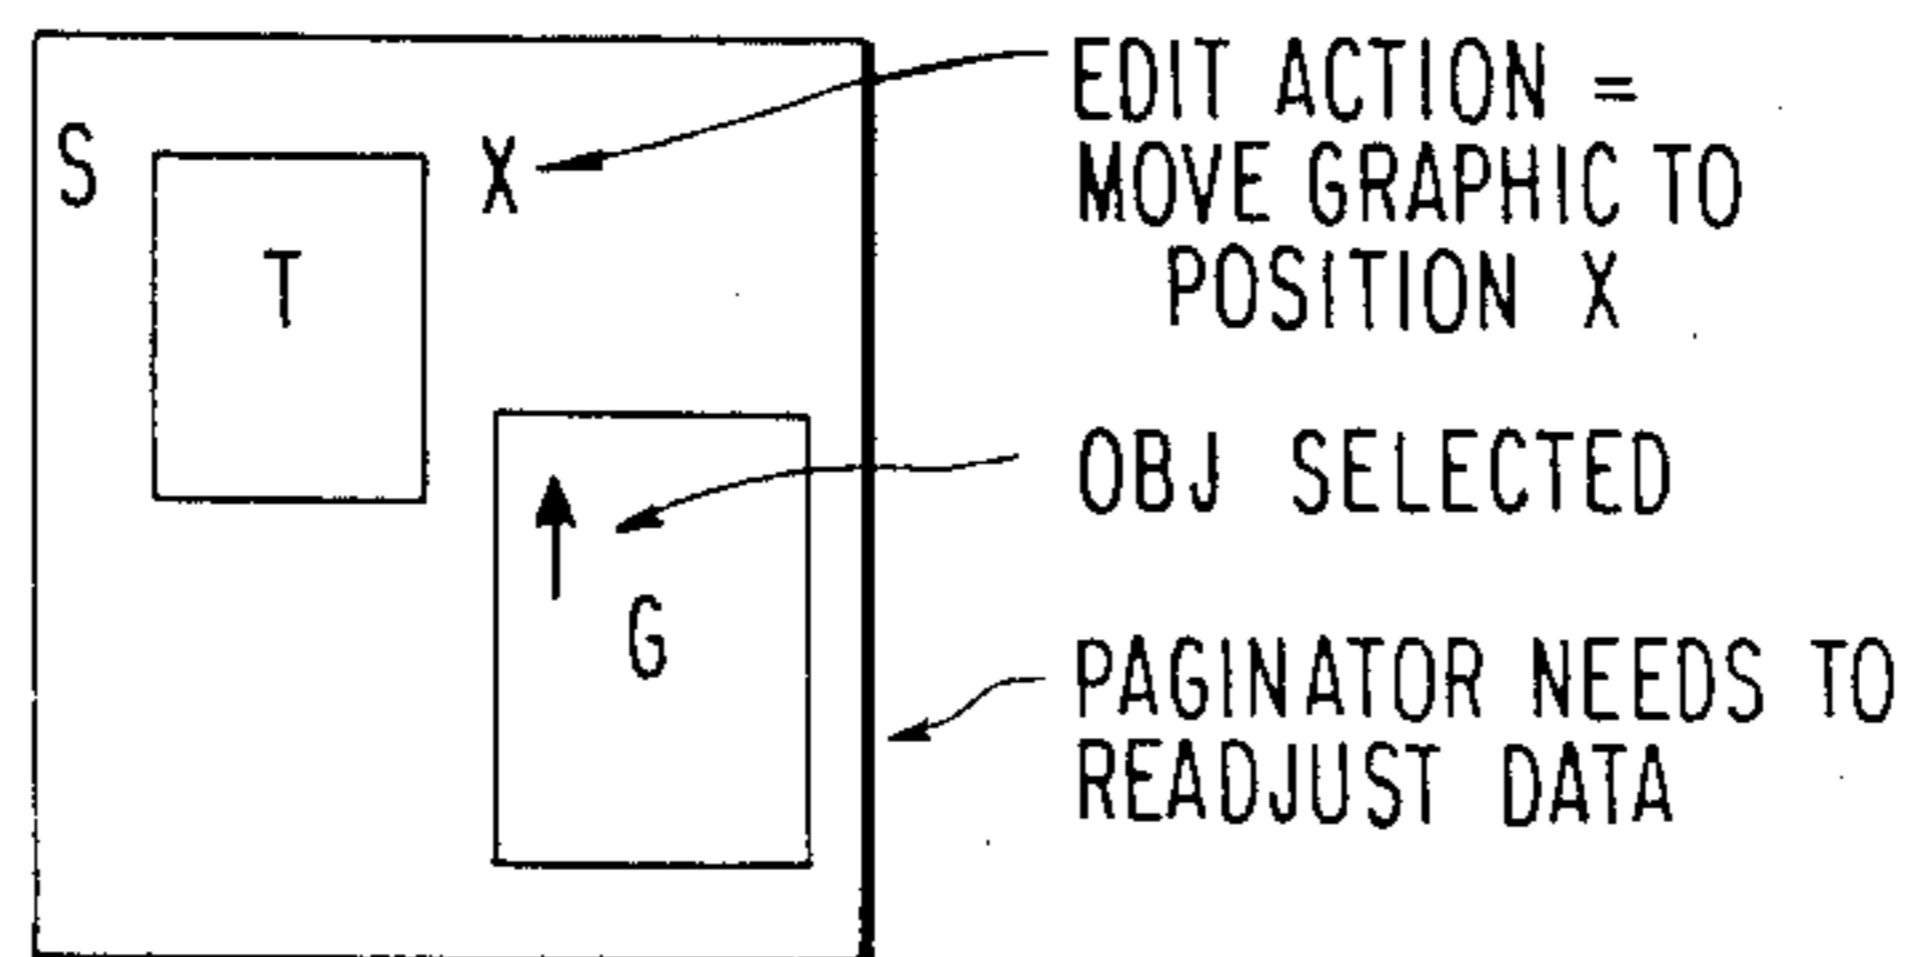 S
T
X
G
EDIT ACTION =
MOVE GRAPHIC TO
POSITION X
OBJ SELECTED
PAGINATOR NEEDS TO
READJUST DATA